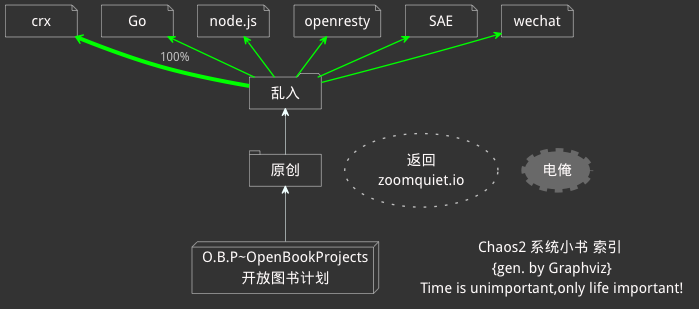 crx
Go
node.js
openresty
SAE
wechat
100%
乱入
原创
返回
zoomquiet.io
电俺
O.B.P~OpenBookProjects
开放图书计划
Chaos2 系统小书 索引
{gen. by Graphviz}
Time is unimportant,only life important!